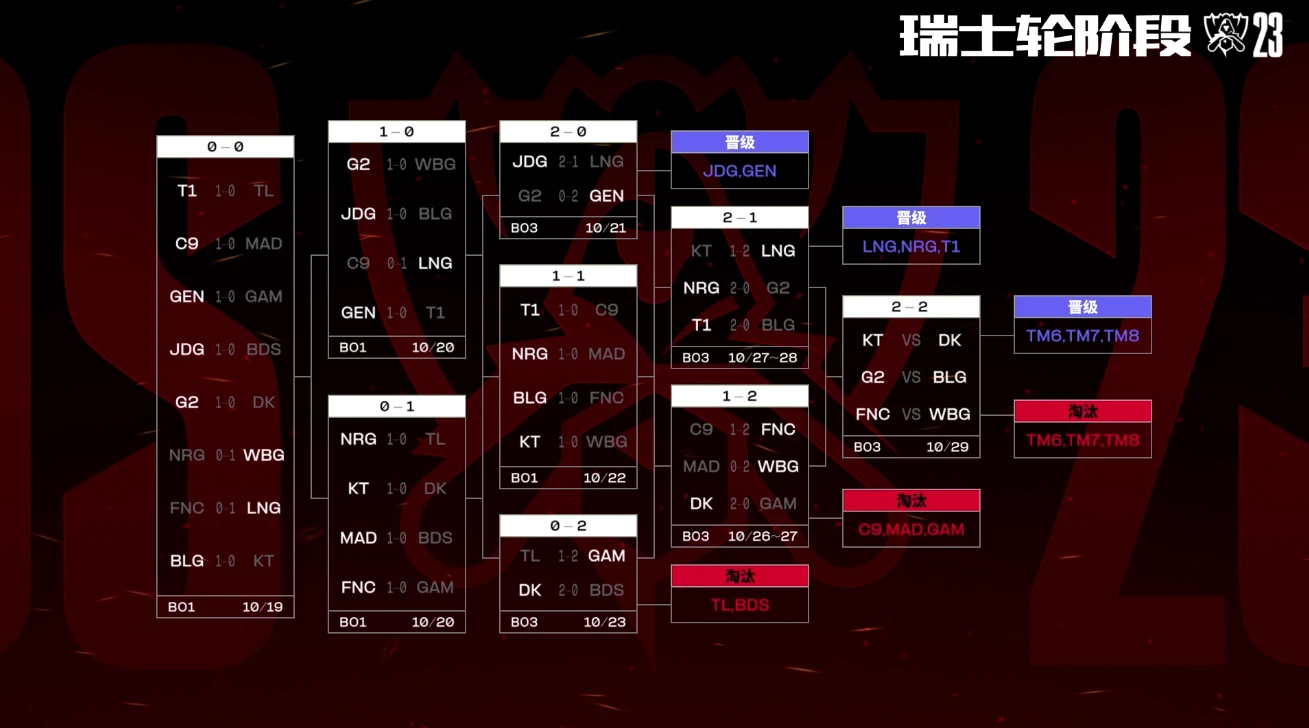 瑞士轮阶段 23
0 – 0
T1 1-0 TL
C9 1-0 MAD
GEN 1-0 GAM
JDG 1-0 BDS
G2 1-0 DK
NRG 0-1 WBG
FNC 0-1 LNG
BLG 1-0 KT
BO1 10/19
1 – 0
G2 1-0 WBG
JDG 1-0 BLG
C9 0-1 LNG
GEN 1-0 T1
BO1 10/20
0 – 1
NRG 1-0 TL
KT 1-0 DK
MAD 1-0 BDS
FNC 1-0 GAM
BO1 10/20
2 – 0
JDG 2-1 LNG
G2 0-2 GEN
BO3 10/21
1 – 1
T1 1-0 C9
NRG 1-0 MAD
BLG 1-0 FNC
KT 1-0 WBG
BO1 10/22
0 – 2
TL 1-2 GAM
DK 2-0 BDS
BO3 10/23
晋级
JDG,GEN
2 – 1
KT 1-2 LNG
NRG 2-0 G2
T1 2-0 BLG
BO3 10/27~28
1 – 2
C9 1-2 FNC
MAD 0-2 WBG
DK 2-0 GAM
BO3 10/26~27
淘汰
TL,BDS
晋级
LNG,NRG,T1
2 – 2
KT VS DK
G2 VS BLG
FNC VS WBG
BO3 10/29
淘汰
C9,MAD,GAM
晋级
TM6,TM7,TM8
淘汰
TM6,TM7,TM8